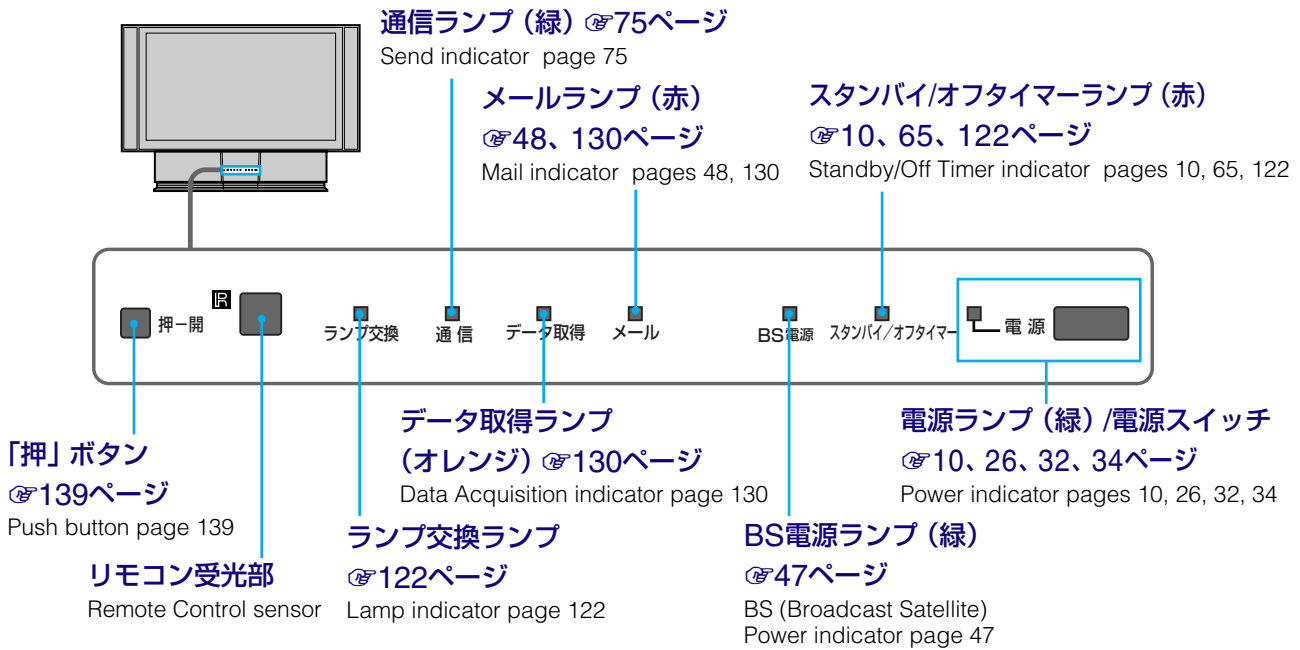 通信ランプ（緑）☞75ページ
Send indicator  page 75
メールランプ（赤）
☞48、130ページ
Mail indicator  pages 48, 130
スタンバイ/オフタイマーランプ（赤）
☞10、65、122ページ
Standby/Off Timer indicator  pages 10, 65, 122
押－開
R
ランプ交換
通 信
データ取得
メール
BS電源
スタンバイ/オフタイマー
電 源
「押」ボタン
☞139ページ
Push button page 139
リモコン受光部
Remote Control sensor
ランプ交換ランプ
☞122ページ
Lamp indicator page 122
データ取得ランプ
（オレンジ）☞130ページ
Data Acquisition indicator page 130
BS電源ランプ（緑）
☞47ページ
BS (Broadcast Satellite)
Power indicator page 47
電源ランプ（緑）/電源スイッチ
☞10、26、32、34ページ
Power indicator pages 10, 26, 32, 34